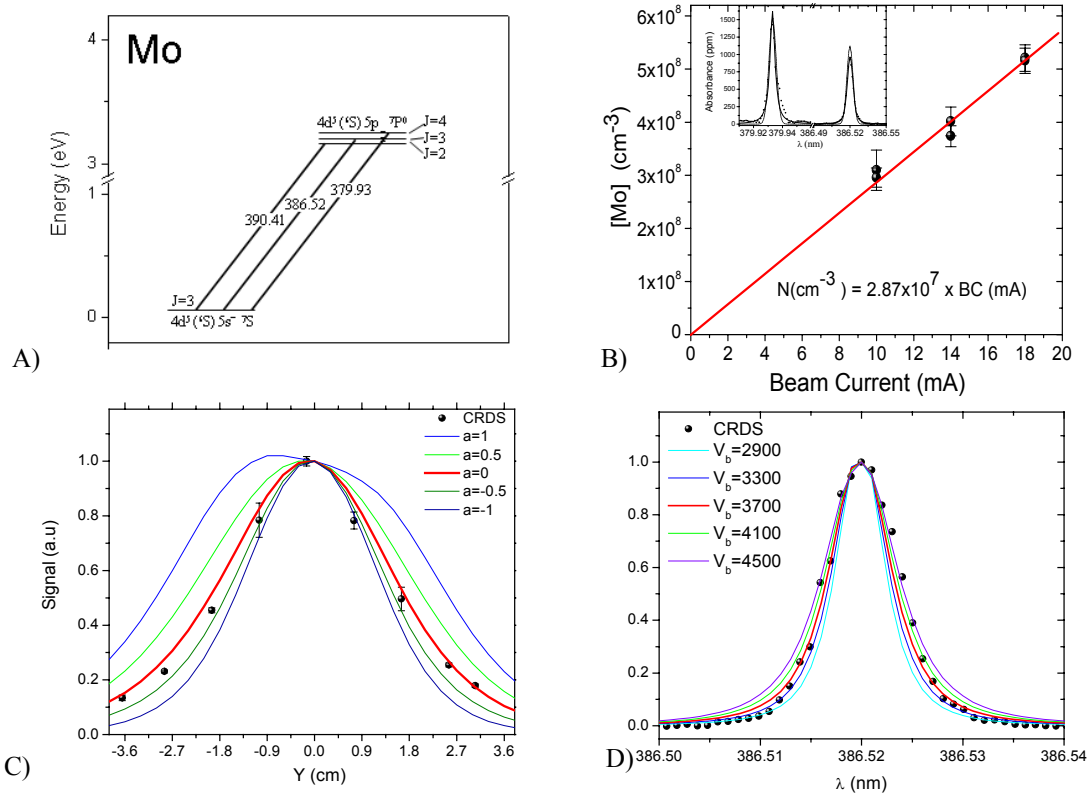 Mo
4
3
1
0
Energy (eV)
4d⁵ (⁶S) 5p ⁷P⁰
J=4
J=3
J=2
390.41
386.52
379.93
J=3
4d⁵ (⁶S) 5s⁻ ⁷S
A)
[Mo] (cm⁻³)
6x10⁸
5x10⁸
4x10⁸
3x10⁸
2x10⁸
1x10⁸
0
0 2 4 6 8 10 12 14 16 18 20
Beam Current (mA)
N(cm⁻³ ) = 2.87x10⁷ x BC (mA)
Absorbance (ppm)
1500
1250
1000
750
500
250
0
379.92 379.94 386.49 386.52 386.55
λ (nm)
B)
Signal (a.u)
1.0
0.8
0.6
0.4
0.2
0.0
-3.6 -2.7 -1.8 -0.9 0.0 0.9 1.8 2.7 3.6
Y (cm)
CRDS
a=1
a=0.5
a=0
a=-0.5
a=-1
C)
1.0
0.8
0.6
0.4
0.2
0.0
386.50 386.51 386.52 386.53 386.54
λ (nm)
CRDS
V_b=2900
V_b=3300
V_b=3700
V_b=4100
V_b=4500
D)